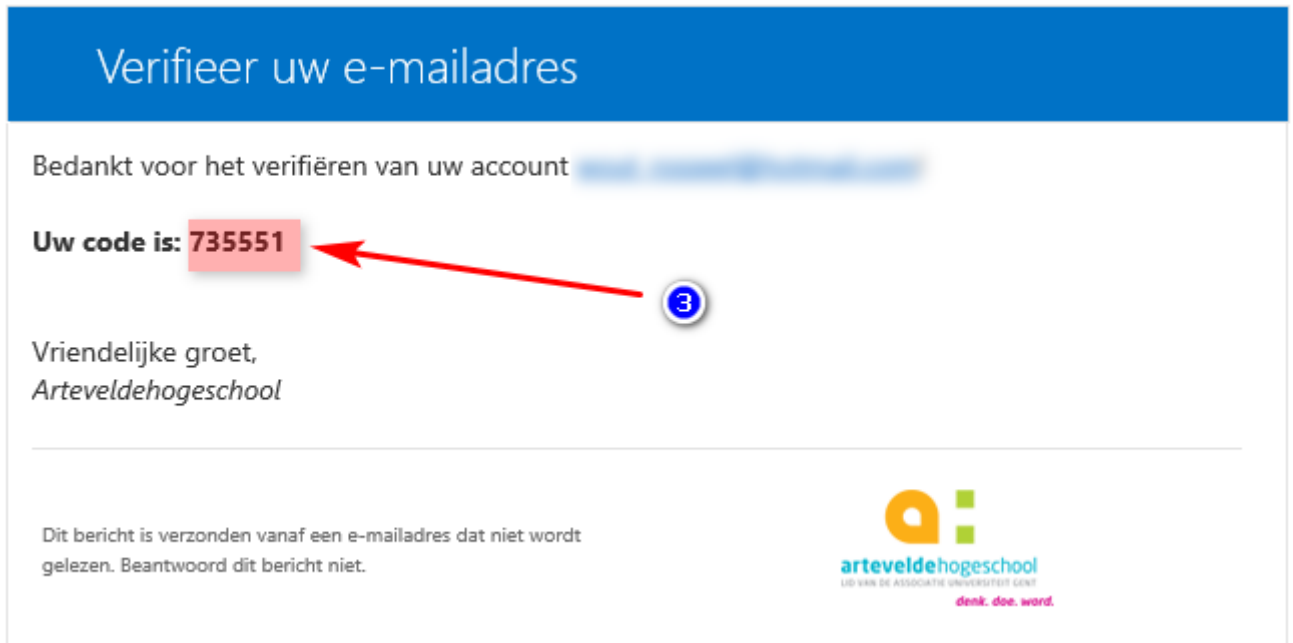 Verifieer uw e-mailadres
Bedankt voor het verifiëren van uw account
Uw code is: 735551
3
Vriendelijke groet,
Arteveldehogeschool
Dit bericht is verzonden vanaf een e-mailadres dat niet wordt
gelezen. Beantwoord dit bericht niet.
a:
arteveldehogeschool
LID VAN DE ASSOCIATIE UNIVERSITEIT GENT
denk. doe. word.